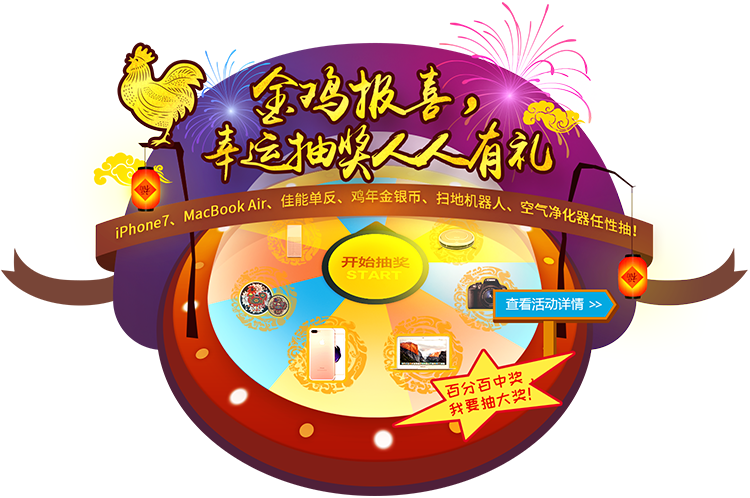 金鸡报喜，
幸运抽奖人人有礼
iPhone7、MacBook Air、佳能单反、鸡年金银币、扫地机器人、空气净化器任性抽！
开始抽奖
START
查看活动详情 >>
百分百中奖，
我要抽大奖！